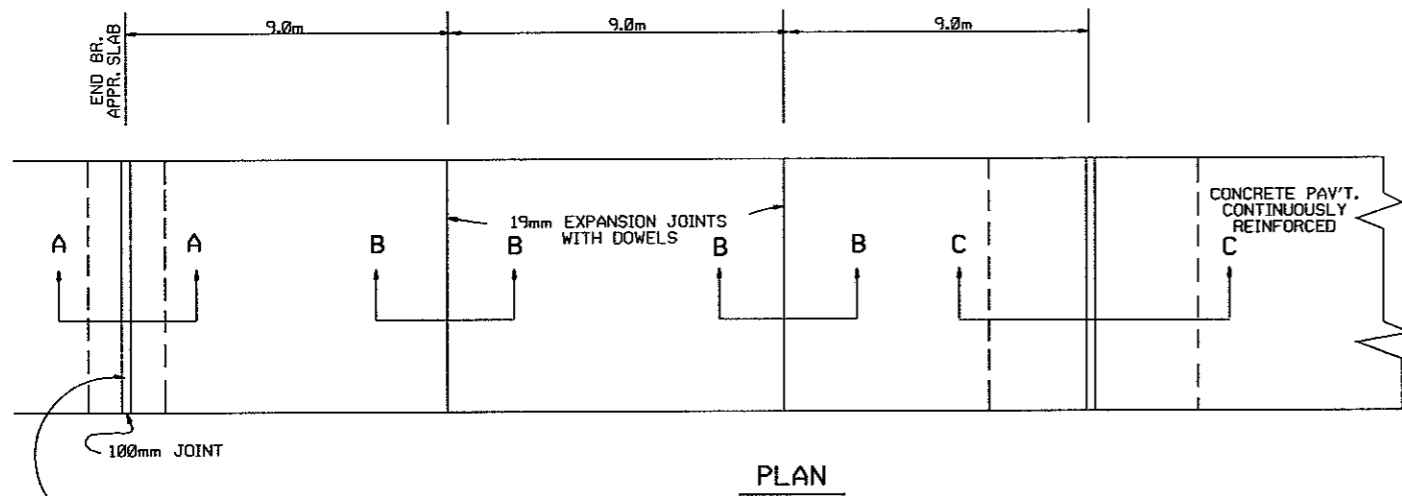 9.0m
9.0m
9.0m
END BR.
APPR. SLAB
CONCRETE PAV'T.
CONTINUOUSLY
REINFORCED
19mm EXPANSION JOINTS
WITH DOWELS
A
A
B
B
B
B
C
C
100mm JOINT
PLAN